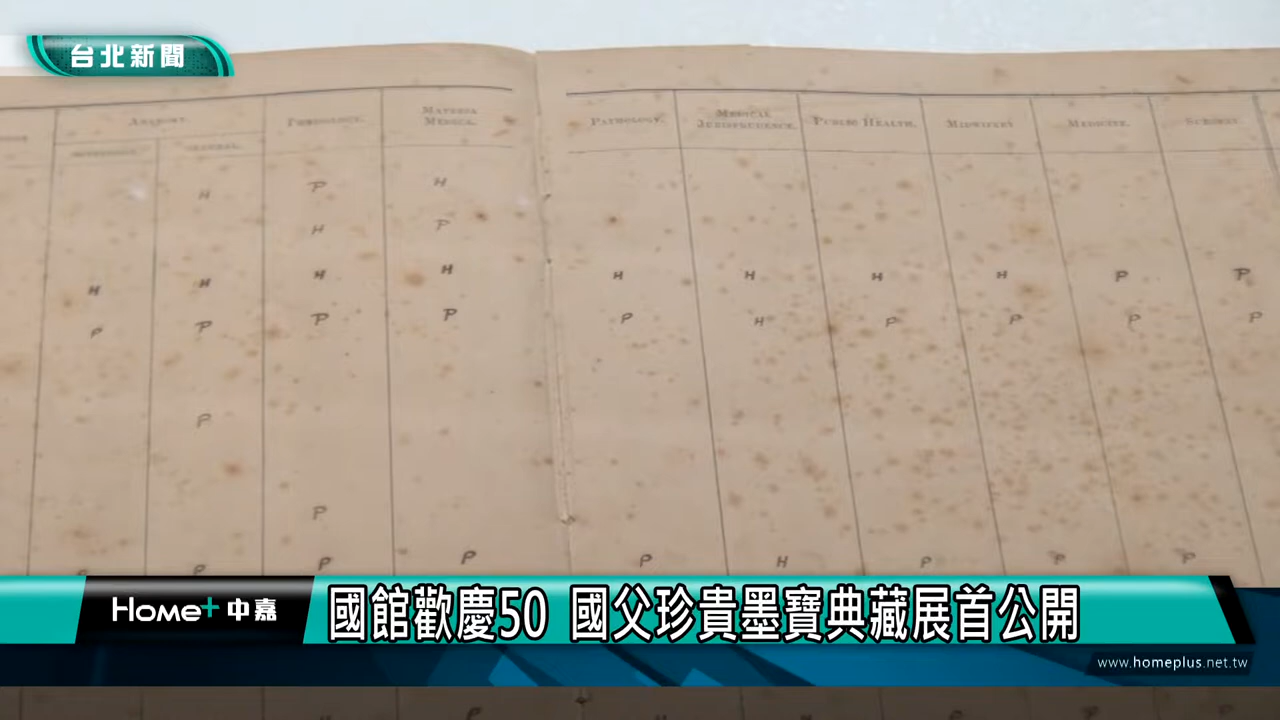 台北新聞
ANATOMY.
PHYSIOLOGY.
MATERIA
MEDICA.
PATHOLOGY.
MEDICAL
JURISPRUDENCE.
PUBLIC HEALTH.
MIDWIFERY
MEDICINE.
SURGERY.
GENERAL.
H P H
H P
H H H H H H H H P P
P P P P P H P P P P
P
P
P P P P H P P P
Home+ 中嘉
國館歡慶50 國父珍貴墨寶典藏展首公開
www.homeplus.net.tw